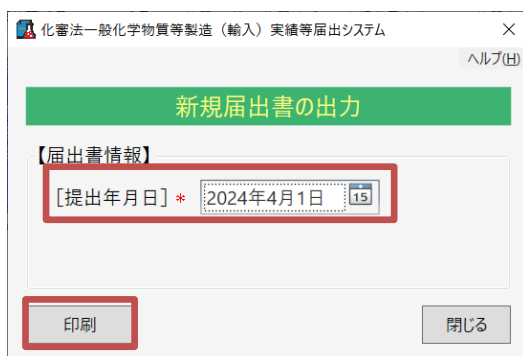 化審法一般化学物質等製造（輸入）実績等届出システム
ヘルプ(H)
新規届出書の出力
【届出書情報】
[提出年月日] * 2024年4月1日 15
印刷 閉じる